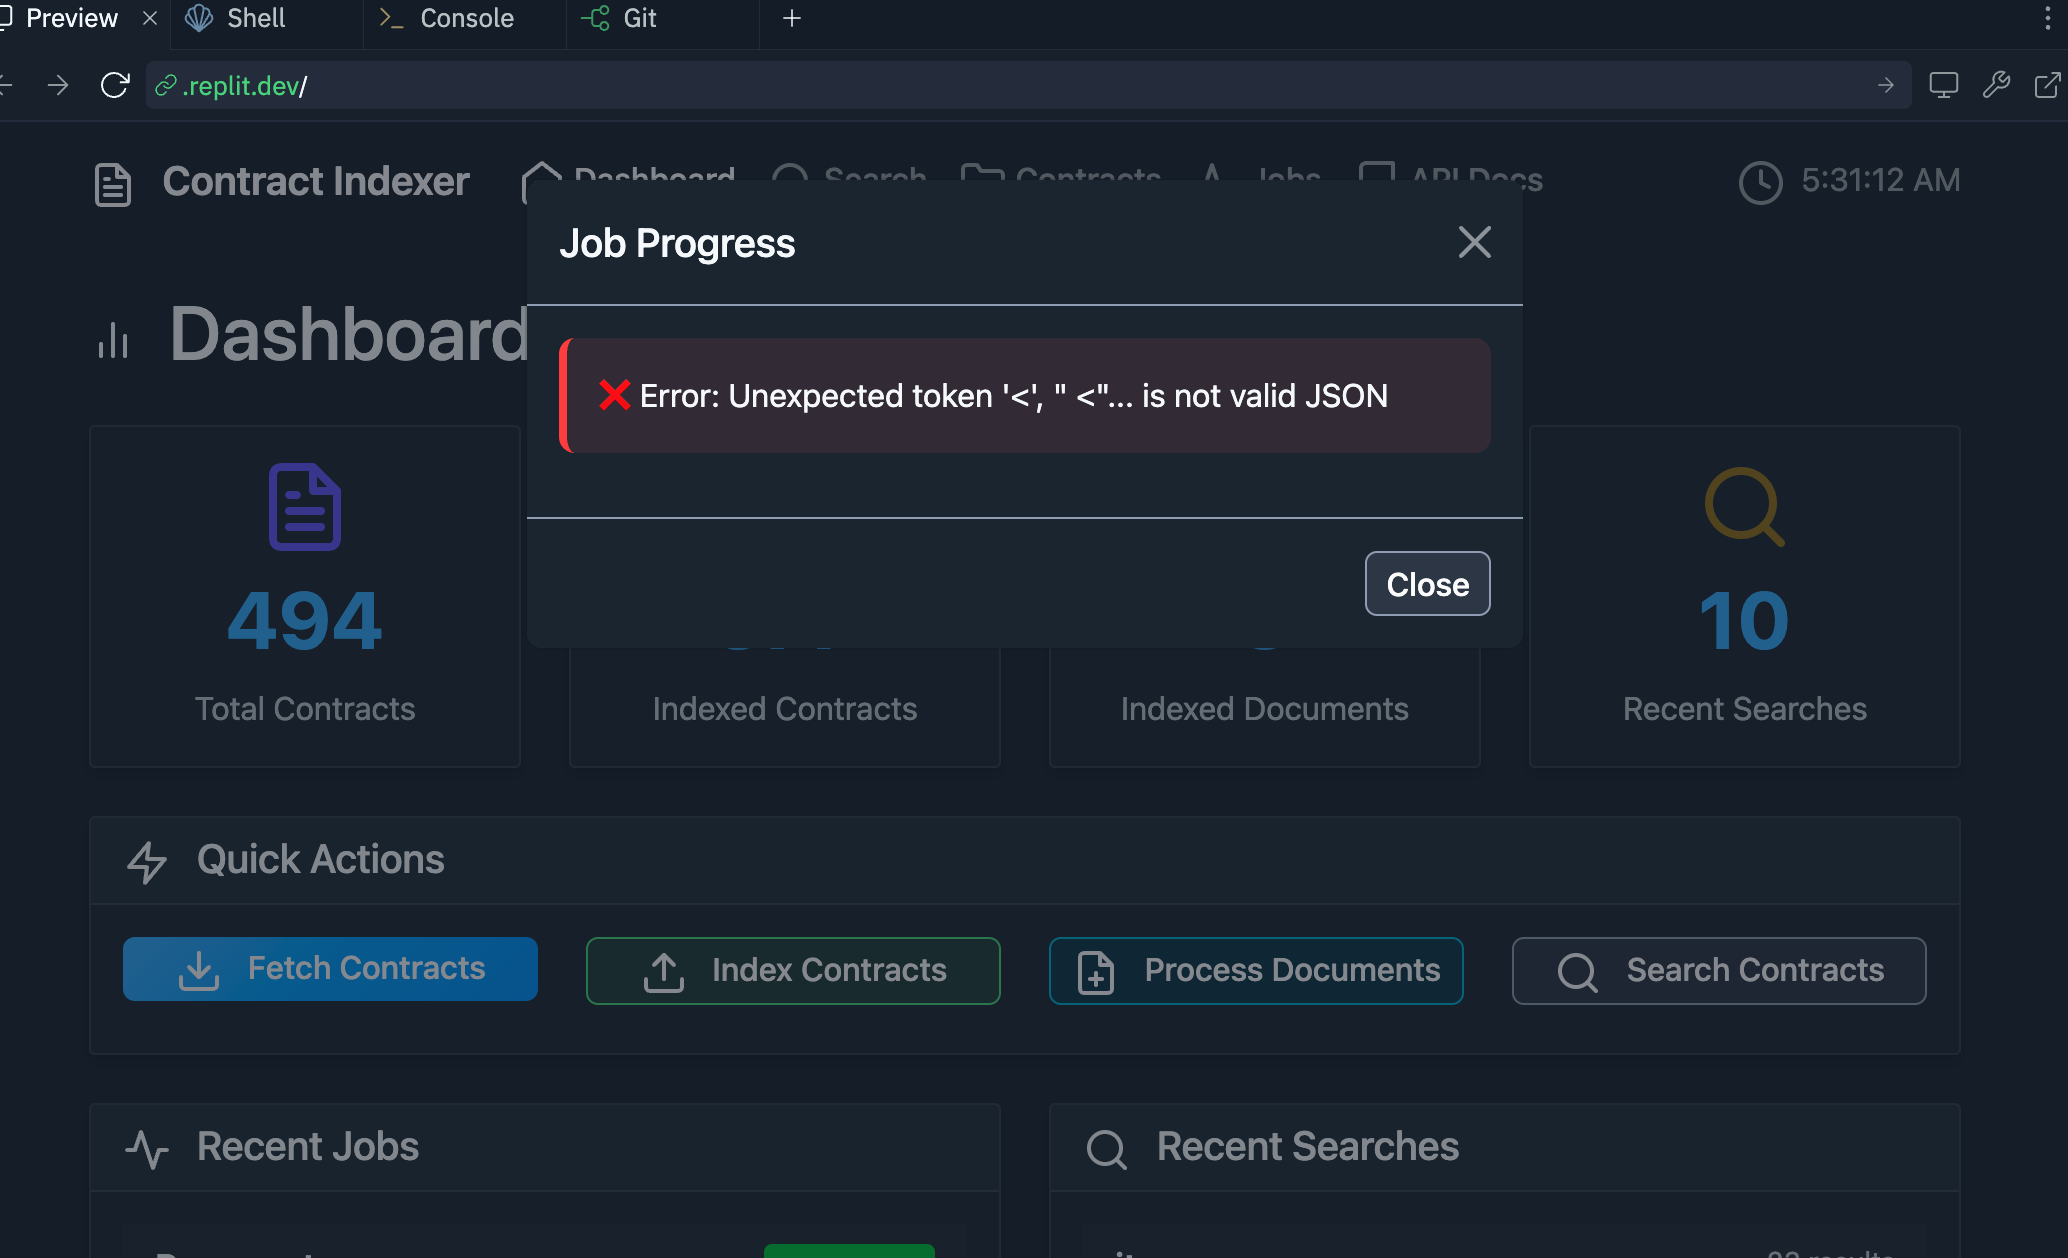 Preview
Shell
Console
Git
.replit.dev/
Contract Indexer
Dashboard
Search
Contracts
Jobs
API Docs
5:31:12 AM
Job Progress
Dashboard
❌ Error: Unexpected token '<', " <"... is not valid JSON
Close
494
10
Total Contracts
Indexed Contracts
Indexed Documents
Recent Searches
Quick Actions
Fetch Contracts
Index Contracts
Process Documents
Search Contracts
Recent Jobs
Recent Searches
results